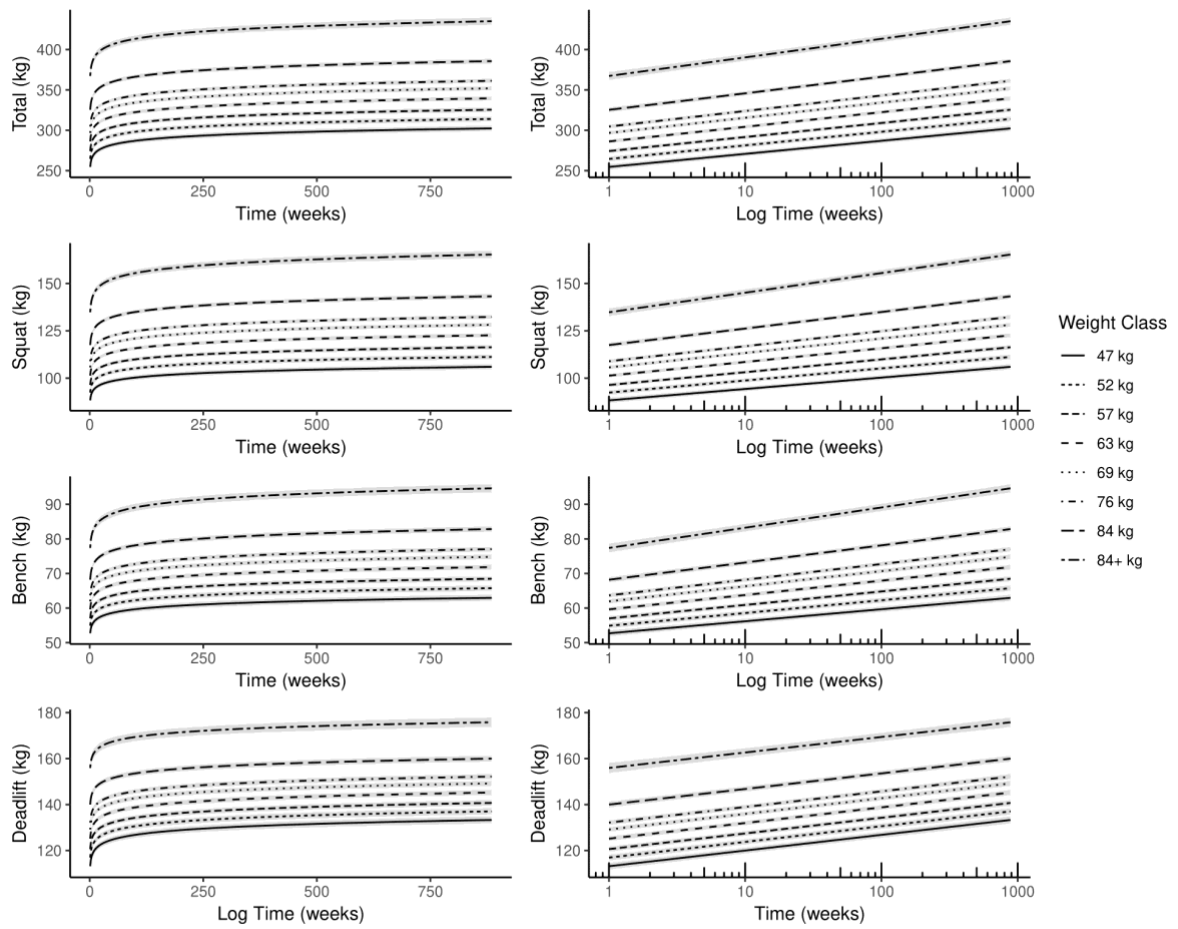 Total (kg)
400
350
300
250
0 250 500 750
Time (weeks)
Total (kg)
400
350
300
250
1 10 100 1000
Log Time (weeks)
Squat (kg)
150
125
100
0 250 500 750
Time (weeks)
Squat (kg)
150
125
100
1 10 100 1000
Log Time (weeks)
Bench (kg)
90
80
70
60
50
0 250 500 750
Time (weeks)
Bench (kg)
90
80
70
60
50
1 10 100 1000
Log Time (weeks)
Deadlift (kg)
180
160
140
120
0 250 500 750
Log Time (weeks)
Deadlift (kg)
180
160
140
120
1 10 100 1000
Time (weeks)
Weight Class
47 kg
52 kg
57 kg
63 kg
69 kg
76 kg
84 kg
84+ kg